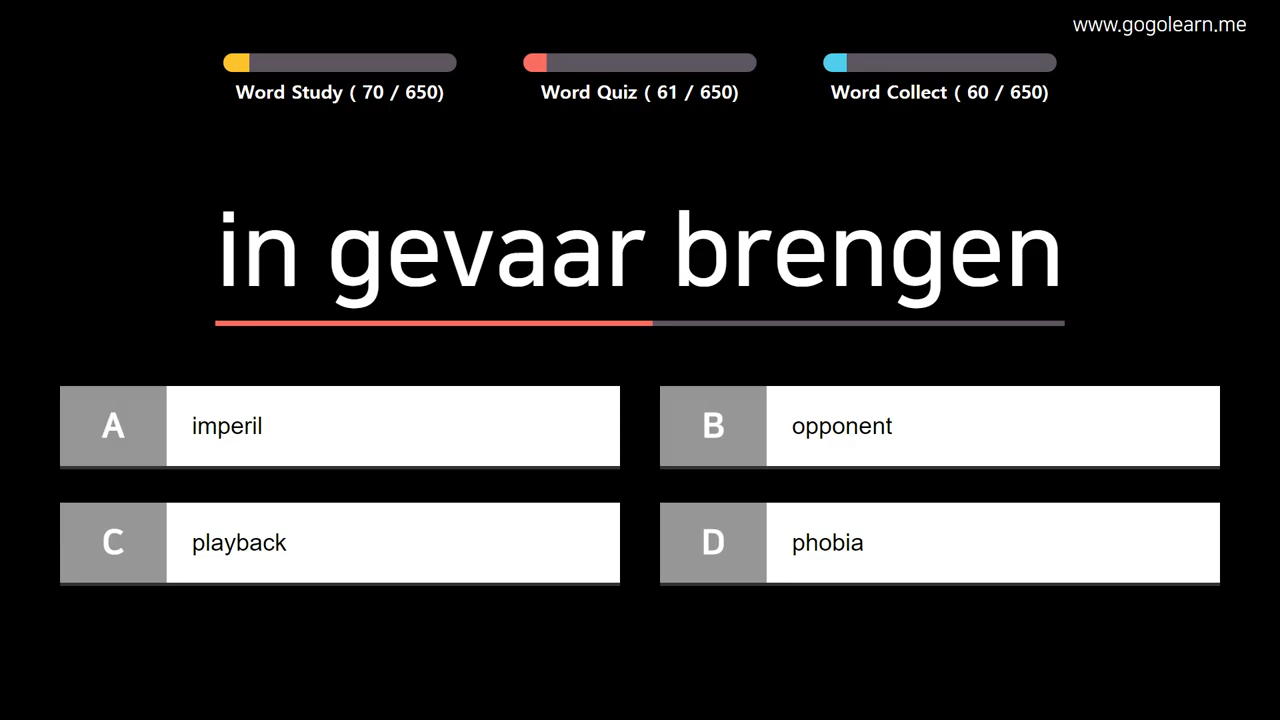 www.gogolearn.me
Word Study ( 70 / 650)
Word Quiz ( 61 / 650)
Word Collect ( 60 / 650)
in gevaar brengen
A imperil
B opponent
C playback
D phobia